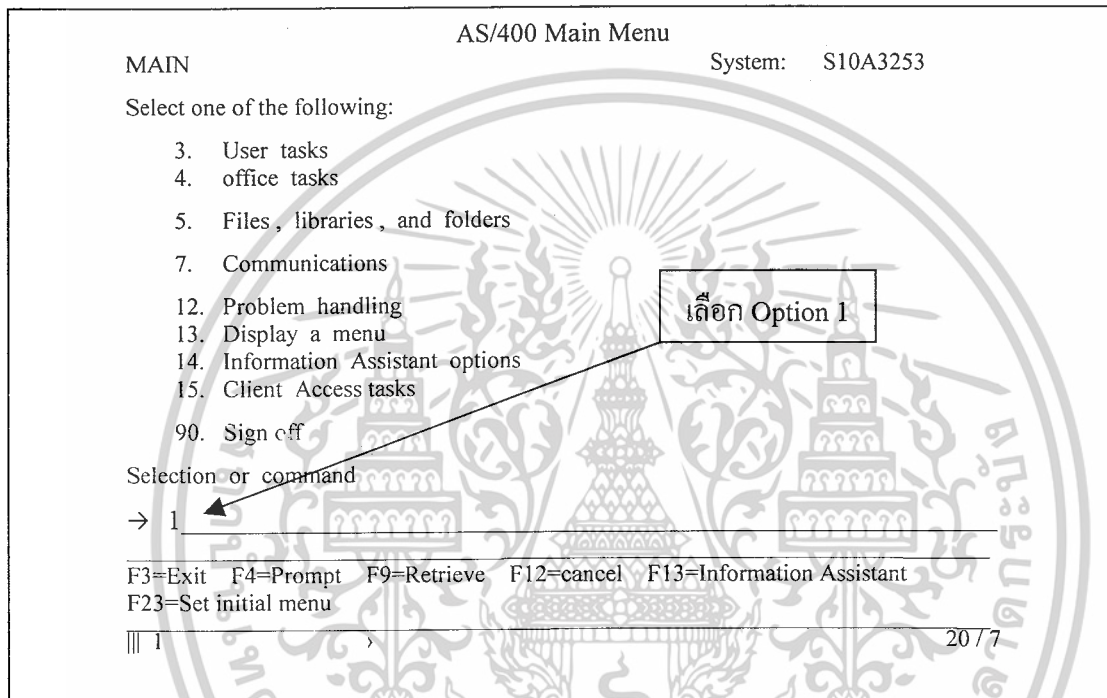 AS/400 Main Menu
MAIN System: S10A3253
Select one of the following:
3. User tasks
4. office tasks
5. Files , libraries , and folders
7. Communications
12. Problem handling
13. Display a menu
14. Information Assistant options
15. Client Access tasks
90. Sign off
เลือก Option 1
Selection or command
→ 1
F3=Exit F4=Prompt F9=Retrieve F12=cancel F13=Information Assistant
F23=Set initial menu
||| 1 › 20 / 7